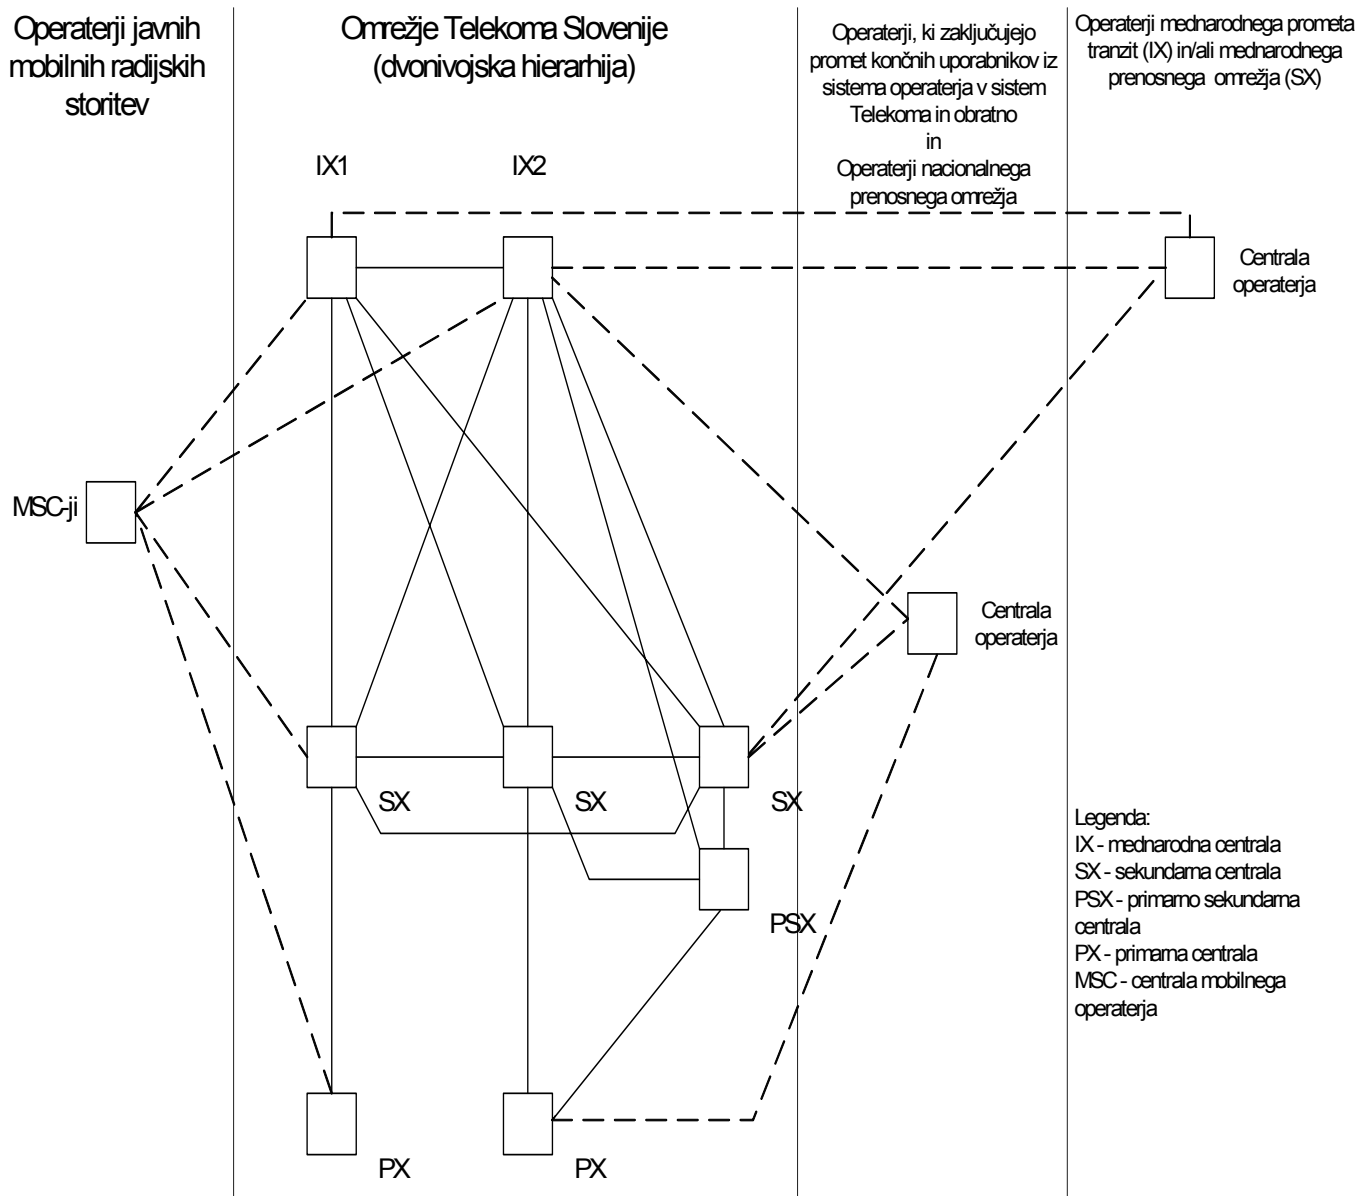 Operaterji javnih
mobilnih radijskih
storitev
Omrežje Telekoma Slovenije
(dvonivojska hierarhija)
Operaterji, ki zaključujejo
promet končnih uporabnikov iz
sistema operaterja v sistem
Telekoma in obratno
in
Operaterji nacionalnega
prenosnega omrežja
Operaterji mednarodnega prometa
tranzit (IX) in/ali mednarodnega
prenosnega omrežja (SX)
IX1
IX2
Centrala
operaterja
MSC-ji
Centrala
operaterja
SX
SX
SX
PSX
PX
PX
Legenda:
IX - mednarodna centrala
SX - sekundarna centrala
PSX - primarno sekundarna
centrala
PX - primarna centrala
MSC - centrala mobilnega
operaterja